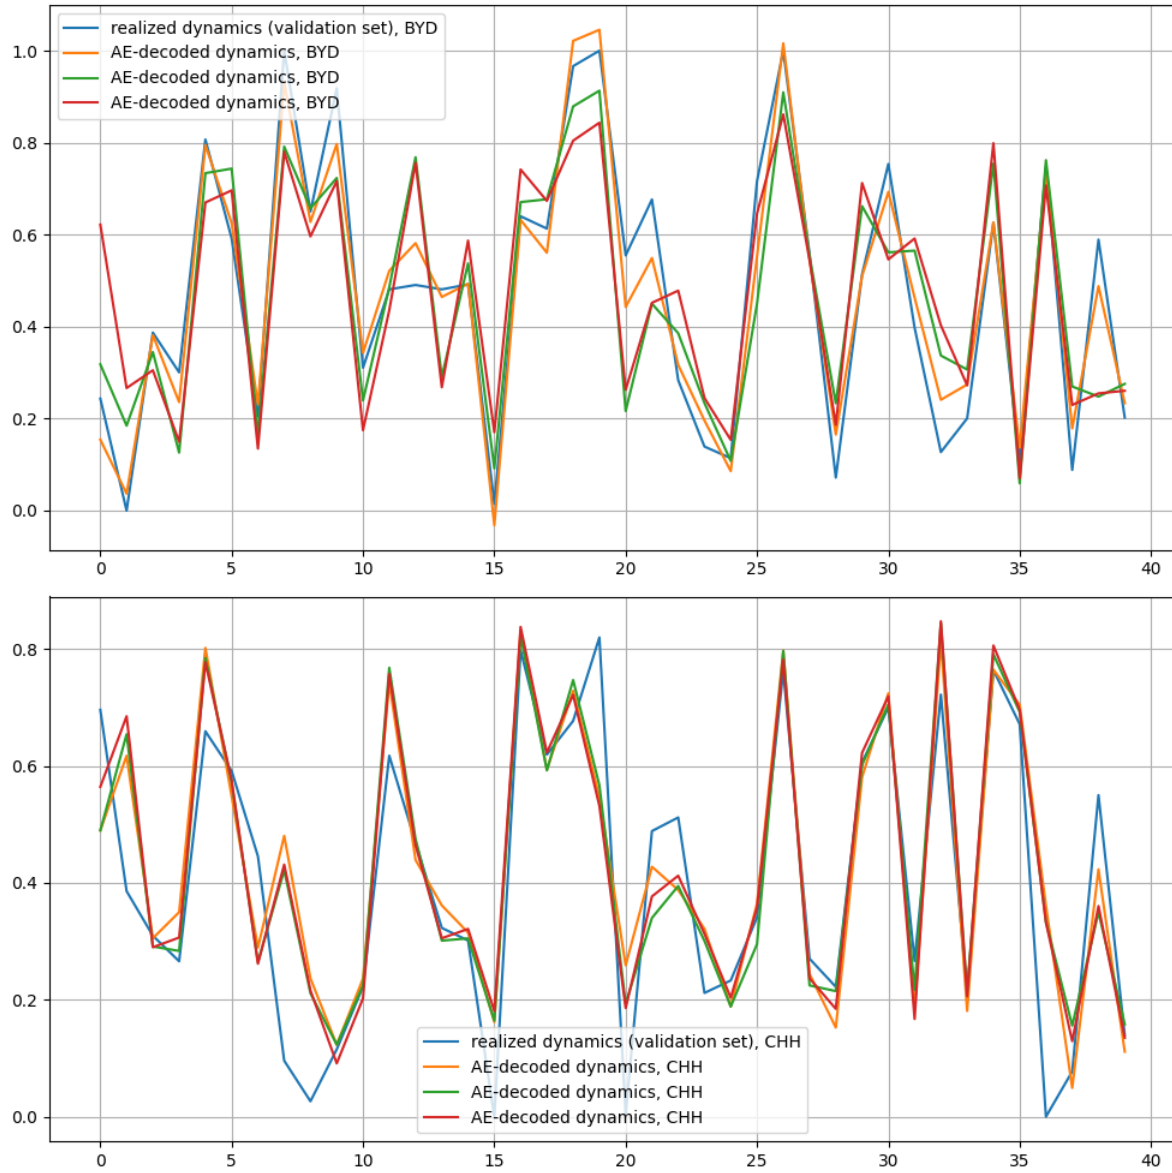 realized dynamics (validation set), BYD
AE-decoded dynamics, BYD
AE-decoded dynamics, BYD
AE-decoded dynamics, BYD
1.0
0.8
0.6
0.4
0.2
0.0
0 5 10 15 20 25 30 35 40
0.8
0.6
0.4
0.2
0.0
realized dynamics (validation set), CHH
AE-decoded dynamics, CHH
AE-decoded dynamics, CHH
AE-decoded dynamics, CHH
0 5 10 15 20 25 30 35 40